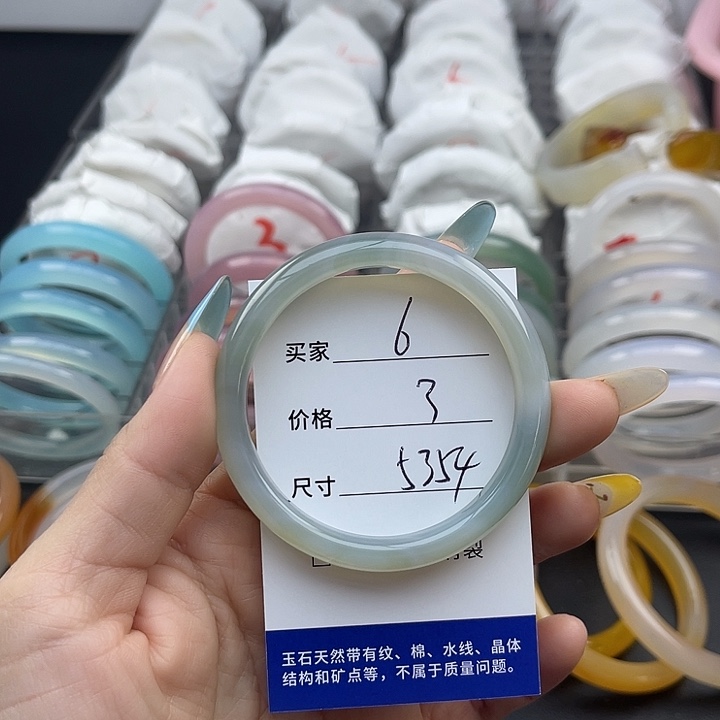 2
买家 6
价格 3
尺寸 5354
玉石天然带有纹、棉、水线、晶体
结构和矿点等，不属于质量问题。